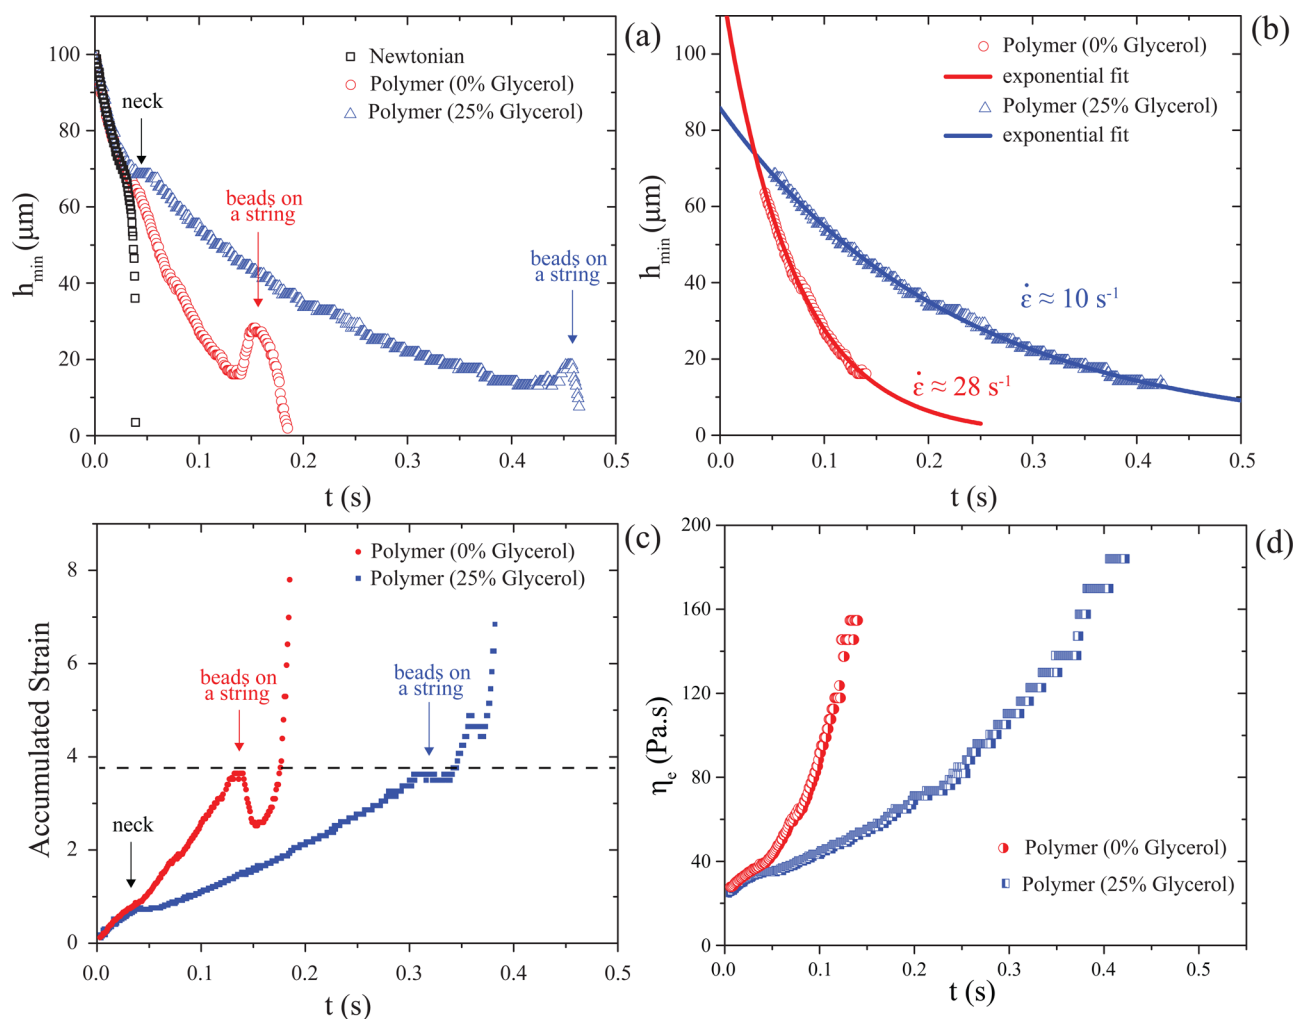 (a)
100
80
60
40
20
0
h_min (μm)
Newtonian
Polymer (0% Glycerol)
Polymer (25% Glycerol)
neck
beads on
a string
beads on
a string
0.0 0.1 0.2 0.3 0.4 0.5
t (s)
(b)
100
80
60
40
20
0
h_min (μm)
Polymer (0% Glycerol)
exponential fit
Polymer (25% Glycerol)
exponential fit
ε̇ ≈ 10 s⁻¹
ε̇ ≈ 28 s⁻¹
0.0 0.1 0.2 0.3 0.4 0.5
t (s)
(c)
8
6
4
2
0
Accumulated Strain
Polymer (0% Glycerol)
Polymer (25% Glycerol)
beads on
a string
beads on
a string
neck
0.0 0.1 0.2 0.3 0.4 0.5
t (s)
(d)
200
160
120
80
40
0
η_e (Pa.s)
Polymer (0% Glycerol)
Polymer (25% Glycerol)
0.0 0.1 0.2 0.3 0.4 0.5
t (s)